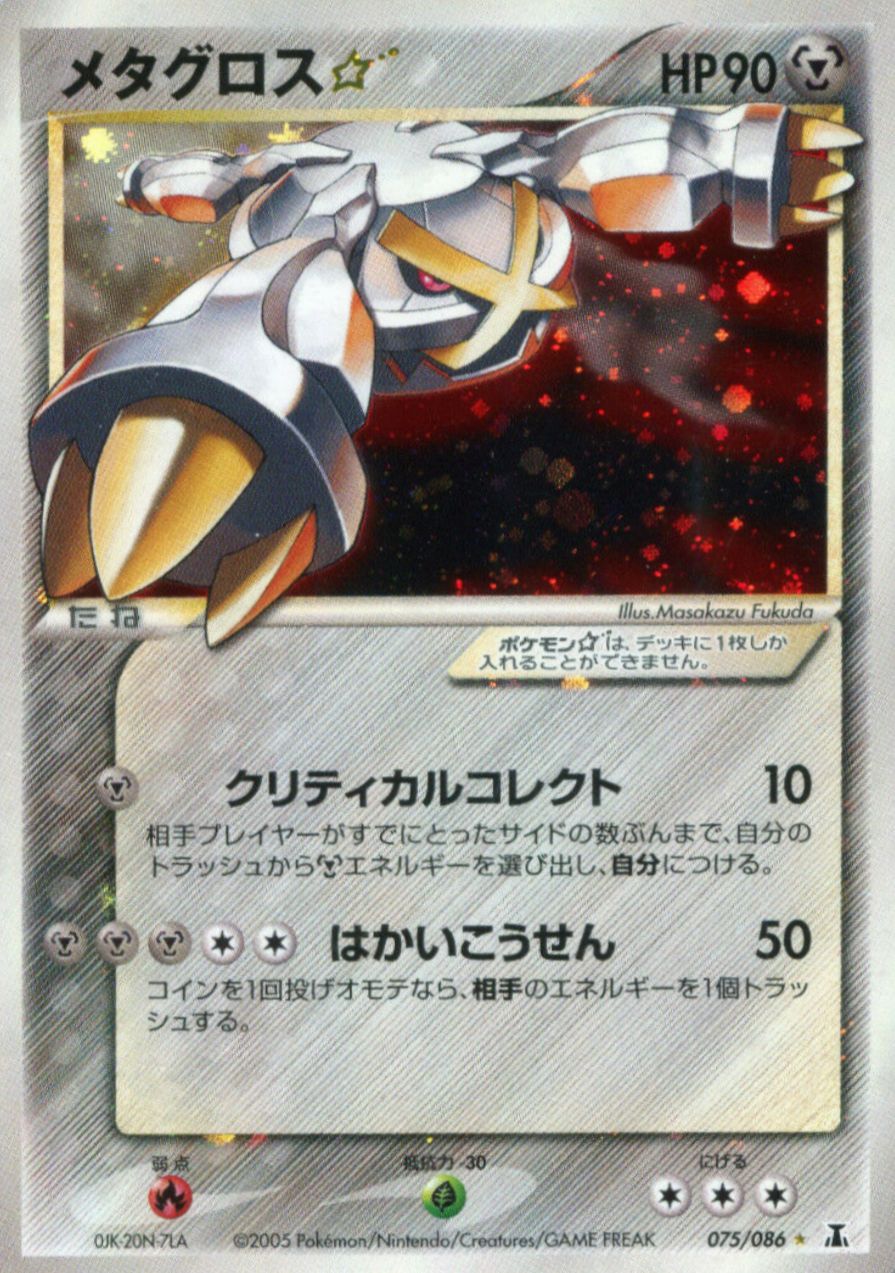 メタグロス☆ HP90
たね
Illus.Masakazu Fukuda
ポケモン☆は、デッキに1枚しか
入れることができません。
クリティカルコレクト 10
相手プレイヤーがすでにとったサイドの数ぶんまで、自分の
トラッシュからエネルギーを選び出し、自分につける。
はかいこうせん 50
コインを1回投げオモテなら、相手のエネルギーを1個トラッ
シュする。
弱点 抵抗力 -30 にげる
0JK-20N-7LA ©2005 Pokémon/Nintendo/Creatures/GAME FREAK 075/086 ★